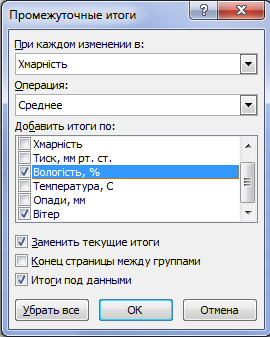 Промежуточные итоги
При каждом изменении в:
Хмарність
Операция:
Среднее
Добавить итоги по:
Хмарність
Тиск, мм рт. ст.
Вологість, %
Температура, С
Опади, мм
Вітер
Заменить текущие итоги
Конец страницы между группами
Итоги под данными
Убрать все ОК Отмена